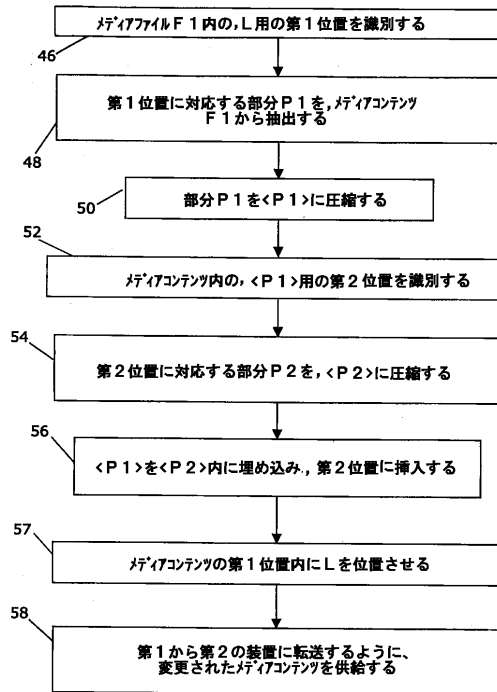 メディアファイルＦ１内の，Ｌ用の第１位置を識別する
46
第１位置に対応する部分Ｐ１を，メディアコンテンツ
Ｆ１から抽出する
48
50
部分Ｐ１を<Ｐ１>に圧縮する
52
メディアコンテンツ内の，<Ｐ１>用の第２位置を識別する
54
第２位置に対応する部分Ｐ２を，<Ｐ２>に圧縮する
56
<Ｐ１>を<Ｐ２>内に埋め込み，第２位置に挿入する
57
メディアコンテンツの第１位置内にＬを位置させる
58
第１から第２の装置に転送するように、
変更されたメディアコンテンツを供給する